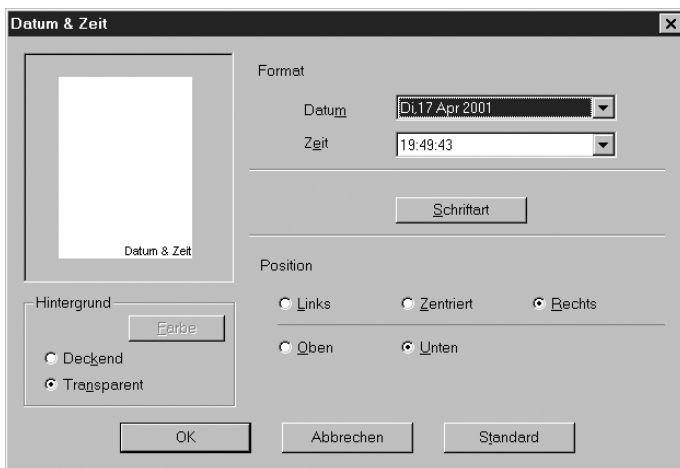 Datum & Zeit
Datum & Zeit
Format
Datum Di,17 Apr 2001
Zeit 19:49:43
Schriftart
Position
Links Zentriert Rechts
Oben Unten
Hintergrund
Farbe
Deckend
Transparent
OK Abbrechen Standard